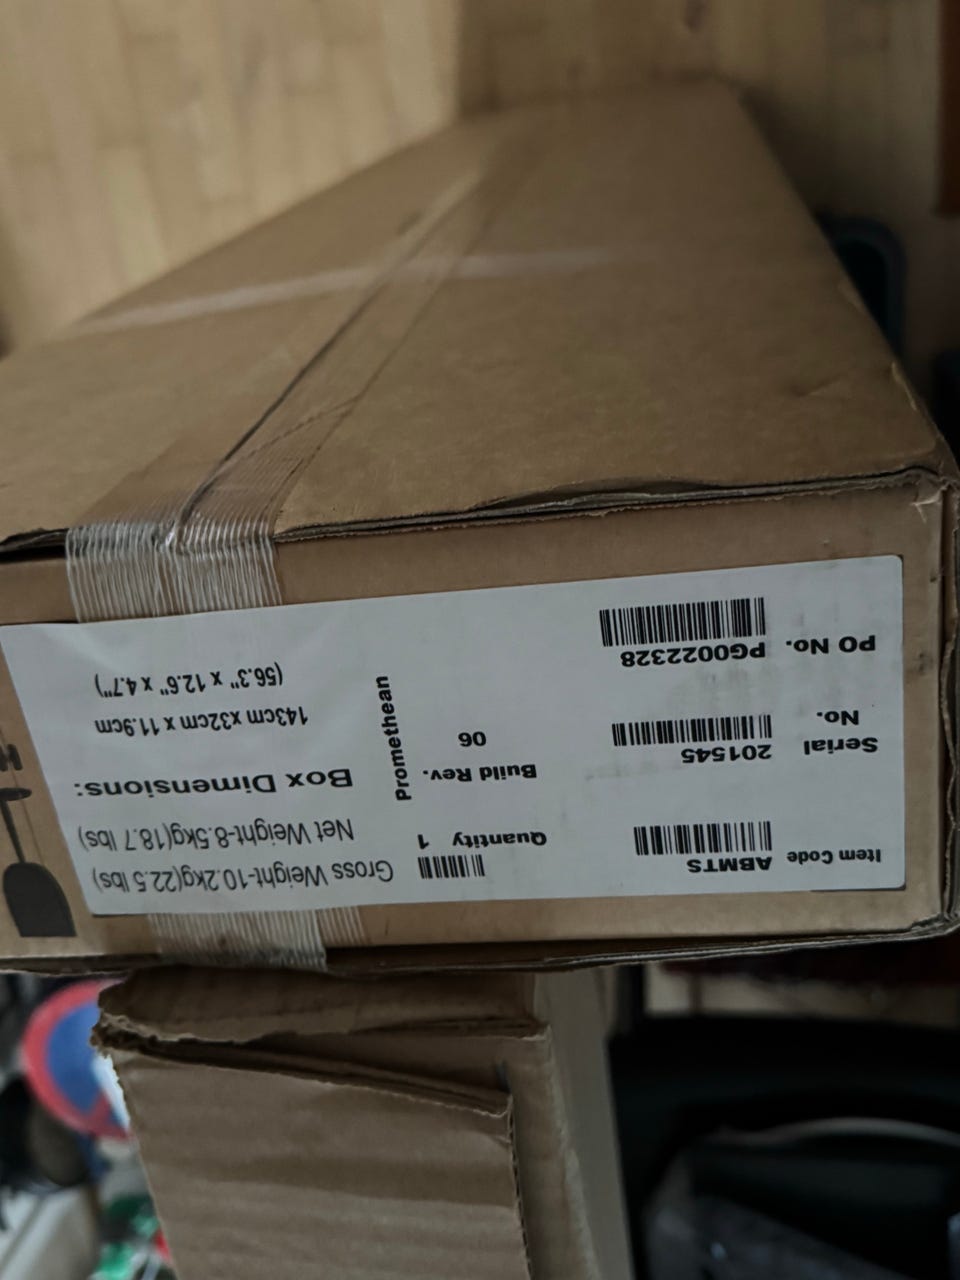 Item Code ABMTS
Serial No. 201545
PO No. PG0022328
Quantity 1
Build Rev. 06
Promethean
Gross Weight-10.2kg(22.5 lbs)
Net Weight-8.5kg(18.7 lbs)
Box Dimensions:
143cm x32cm x 11.9cm
(56.3" x 12.6" x 4.7")